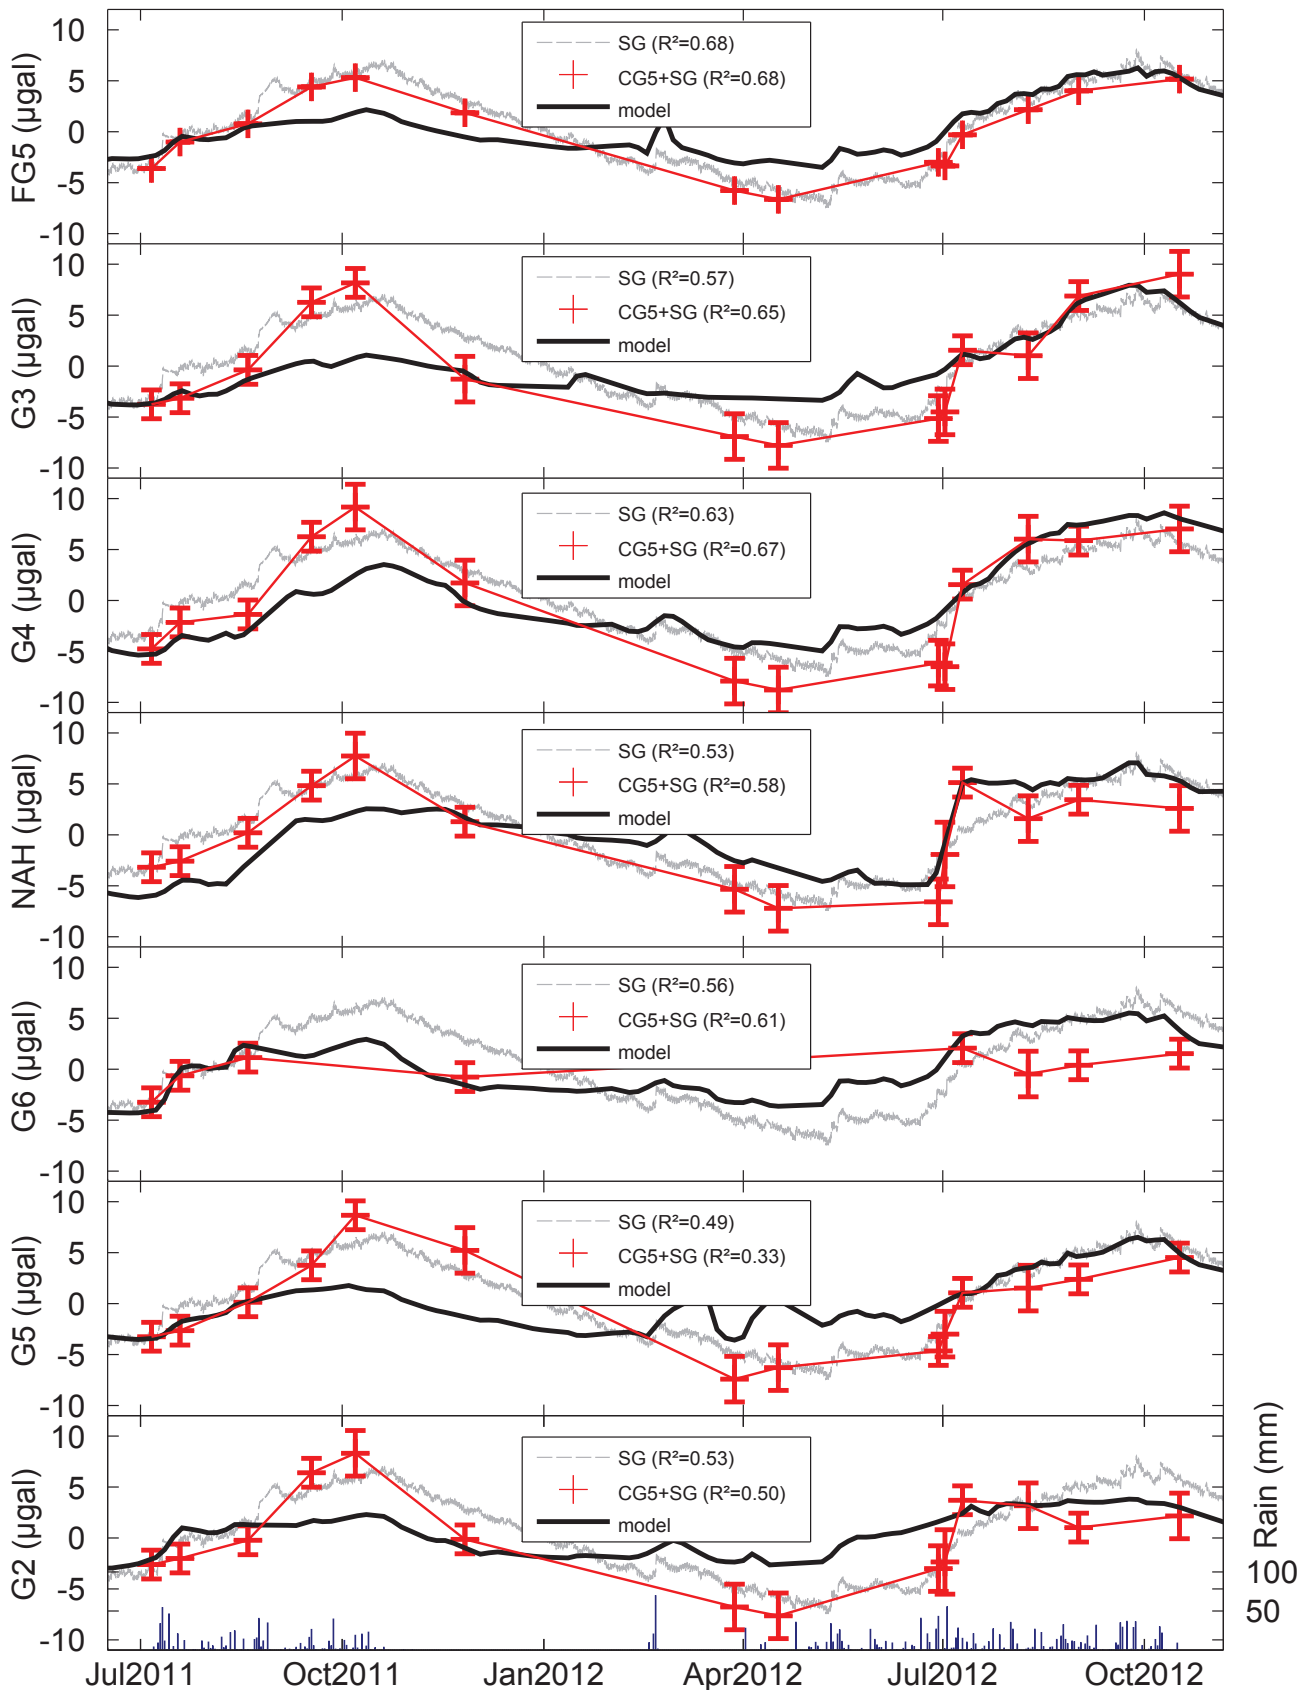 10
5
0
-5
-10
FG5 (µgal)
SG (R²=0.68)
CG5+SG (R²=0.68)
model
10
5
0
-5
-10
G3 (µgal)
SG (R²=0.57)
CG5+SG (R²=0.65)
model
10
5
0
-5
-10
G4 (µgal)
SG (R²=0.63)
CG5+SG (R²=0.67)
model
10
5
0
-5
-10
NAH (µgal)
SG (R²=0.53)
CG5+SG (R²=0.58)
model
10
5
0
-5
-10
G6 (µgal)
SG (R²=0.56)
CG5+SG (R²=0.61)
model
10
5
0
-5
-10
G5 (µgal)
SG (R²=0.49)
CG5+SG (R²=0.33)
model
10
5
0
-5
-10
G2 (µgal)
SG (R²=0.53)
CG5+SG (R²=0.50)
model
Rain (mm)
100
50
Jul2011 Oct2011 Jan2012 Apr2012 Jul2012 Oct2012